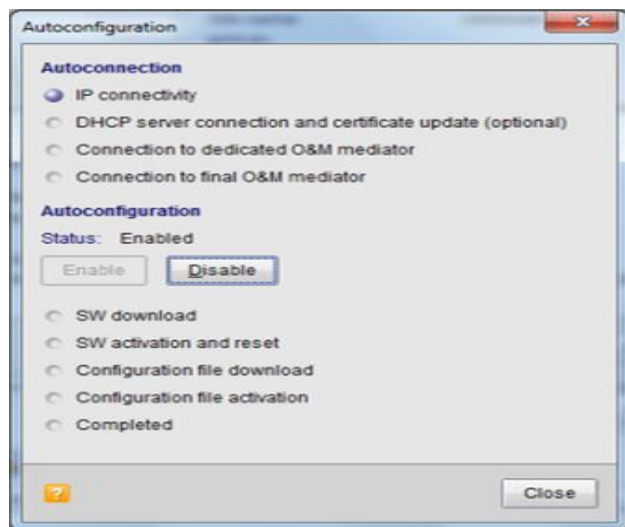 Autoconfiguration
Autoconnection
IP connectivity
DHCP server connection and certificate update (optional)
Connection to dedicated O&M mediator
Connection to final O&M mediator
Autoconfiguration
Status: Enabled
Enable Disable
SW download
SW activation and reset
Configuration file download
Configuration file activation
Completed
? Close